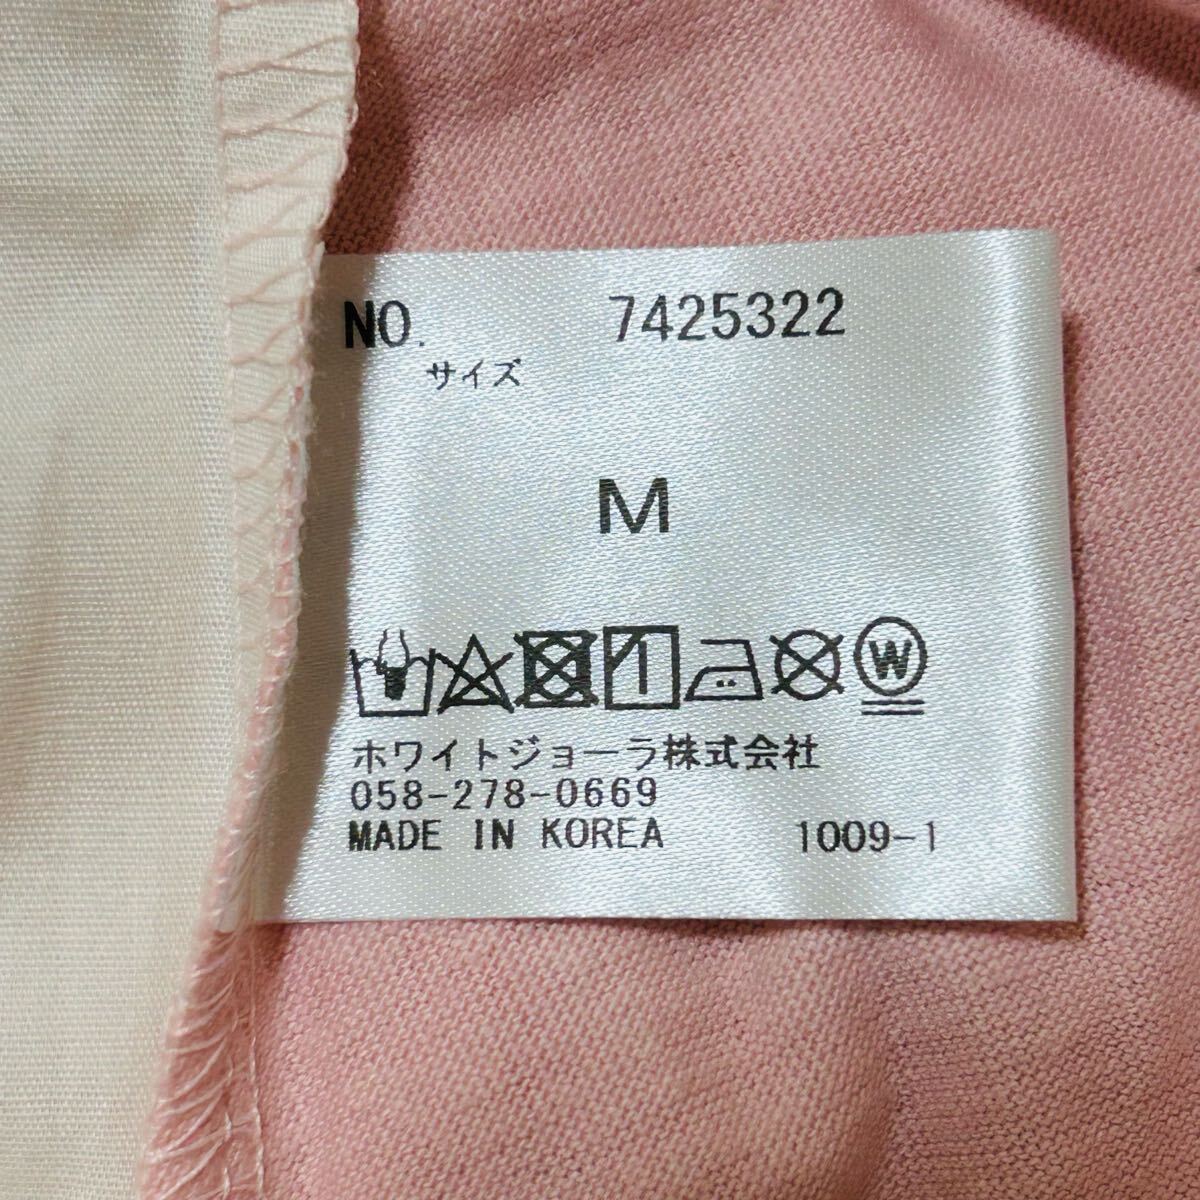 NO. 7425322
サイズ
M
W
ホワイトジョーラ株式会社
058-278-0669
MADE IN KOREA 1009-1